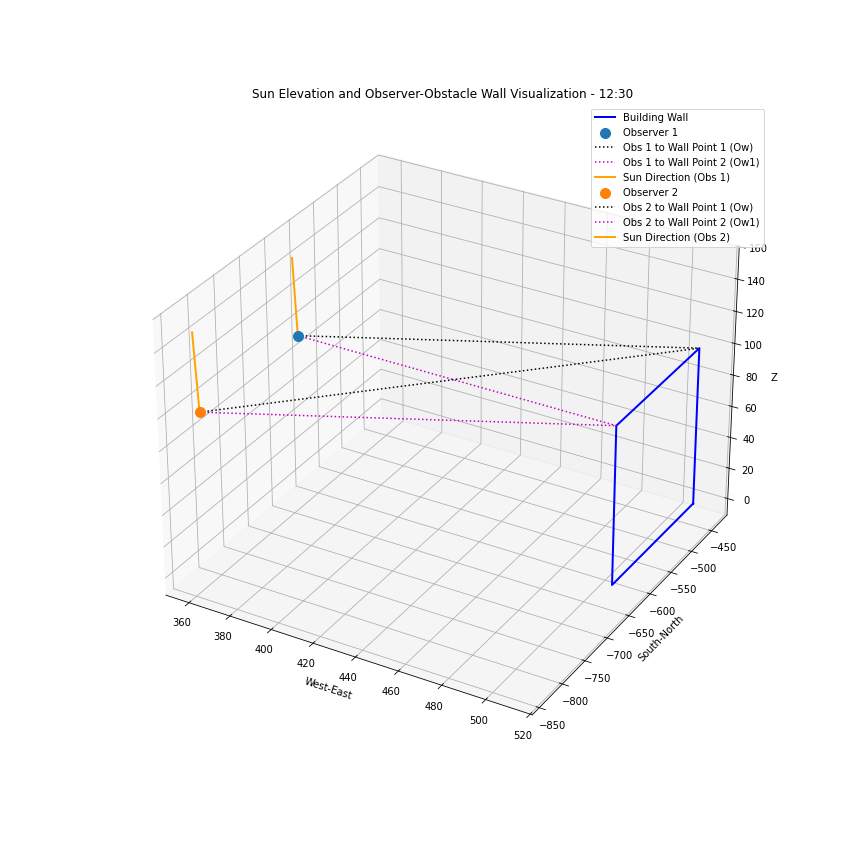 Sun Elevation and Observer-Obstacle Wall Visualization - 12:30
Building Wall
Observer 1
Obs 1 to Wall Point 1 (Ow)
Obs 1 to Wall Point 2 (Ow1)
Sun Direction (Obs 1)
Observer 2
Obs 2 to Wall Point 1 (Ow)
Obs 2 to Wall Point 2 (Ow1)
Sun Direction (Obs 2)
160
140
120
100
80
60
40
20
0
Z
−450
−500
−550
−600
−650
−700
−750
−800
−850
South-North
360
380
400
420
440
460
480
500
520
West-East